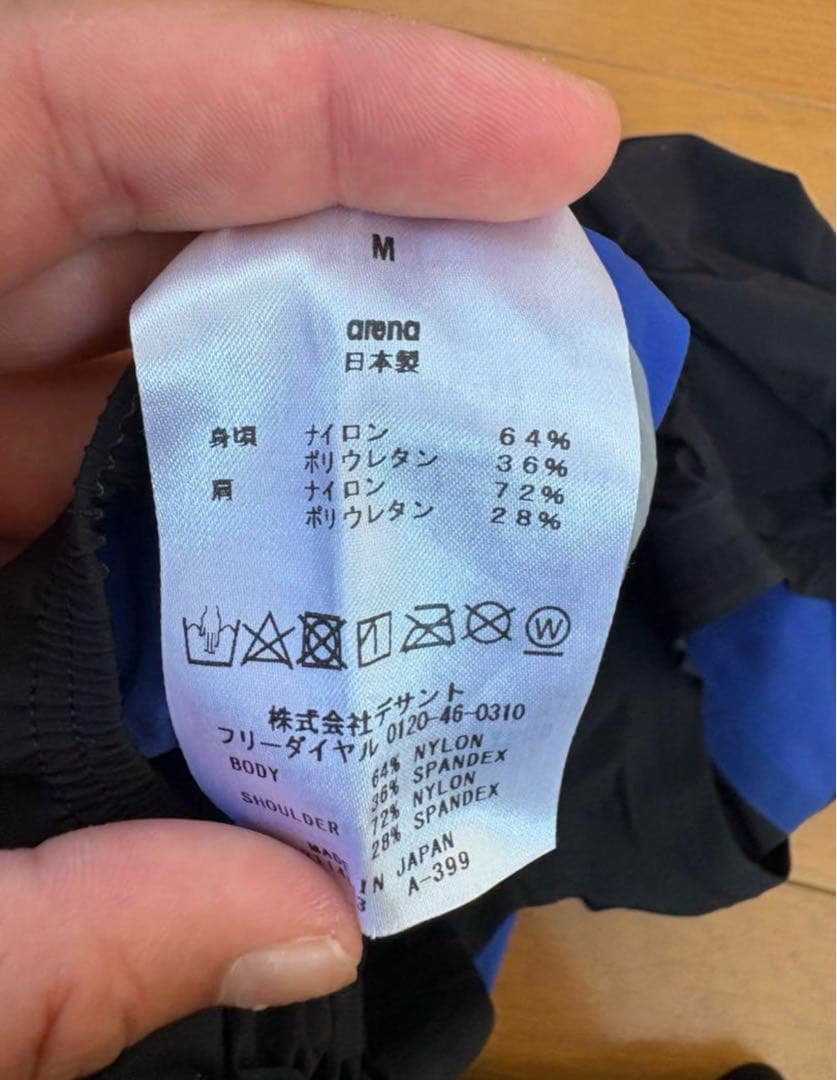 M
arena
日本製
身頃 ナイロン 64%
ポリウレタン 36%
肩 ナイロン 72%
ポリウレタン 28%
W
株式会社デサント
フリーダイヤル 0120-46-0310
BODY 64% NYLON
36% SPANDEX
SHOULDER 72% NYLON
28% SPANDEX
MADE IN JAPAN
A-399